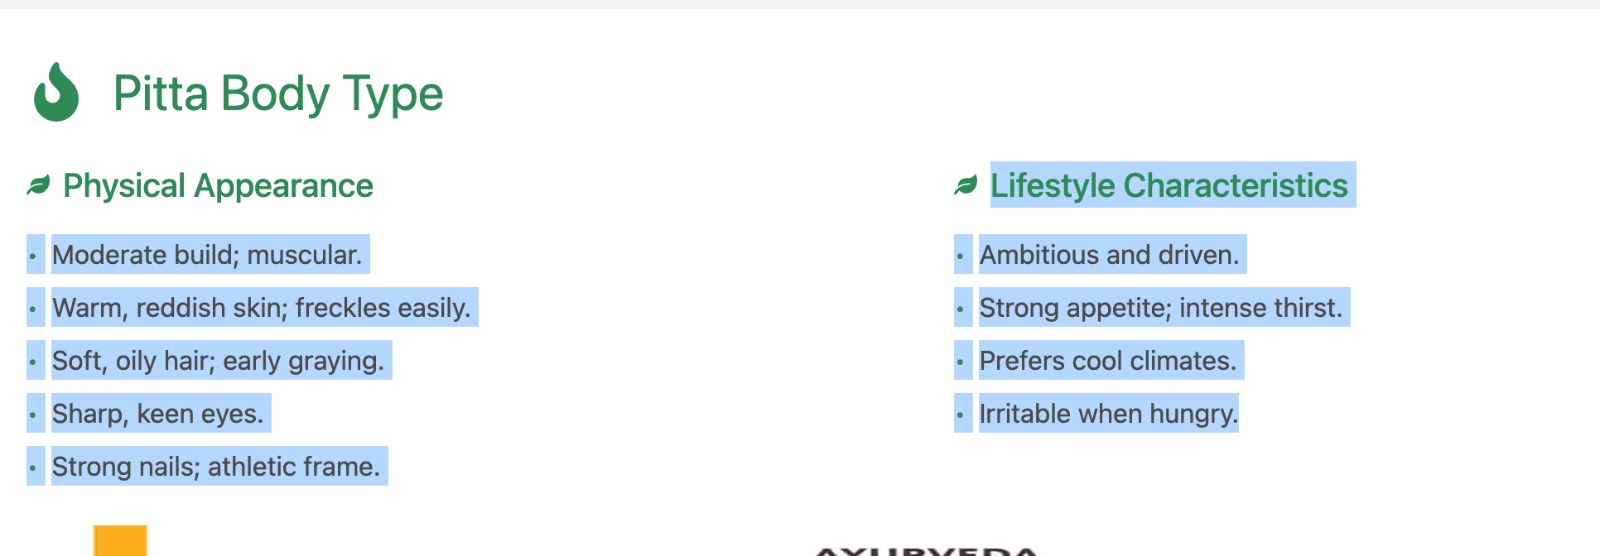 Pitta Body Type
Physical Appearance
• Moderate build; muscular.
• Warm, reddish skin; freckles easily.
• Soft, oily hair; early graying.
• Sharp, keen eyes.
• Strong nails; athletic frame.
Lifestyle Characteristics
• Ambitious and driven.
• Strong appetite; intense thirst.
• Prefers cool climates.
• Irritable when hungry.
AYURVEDA